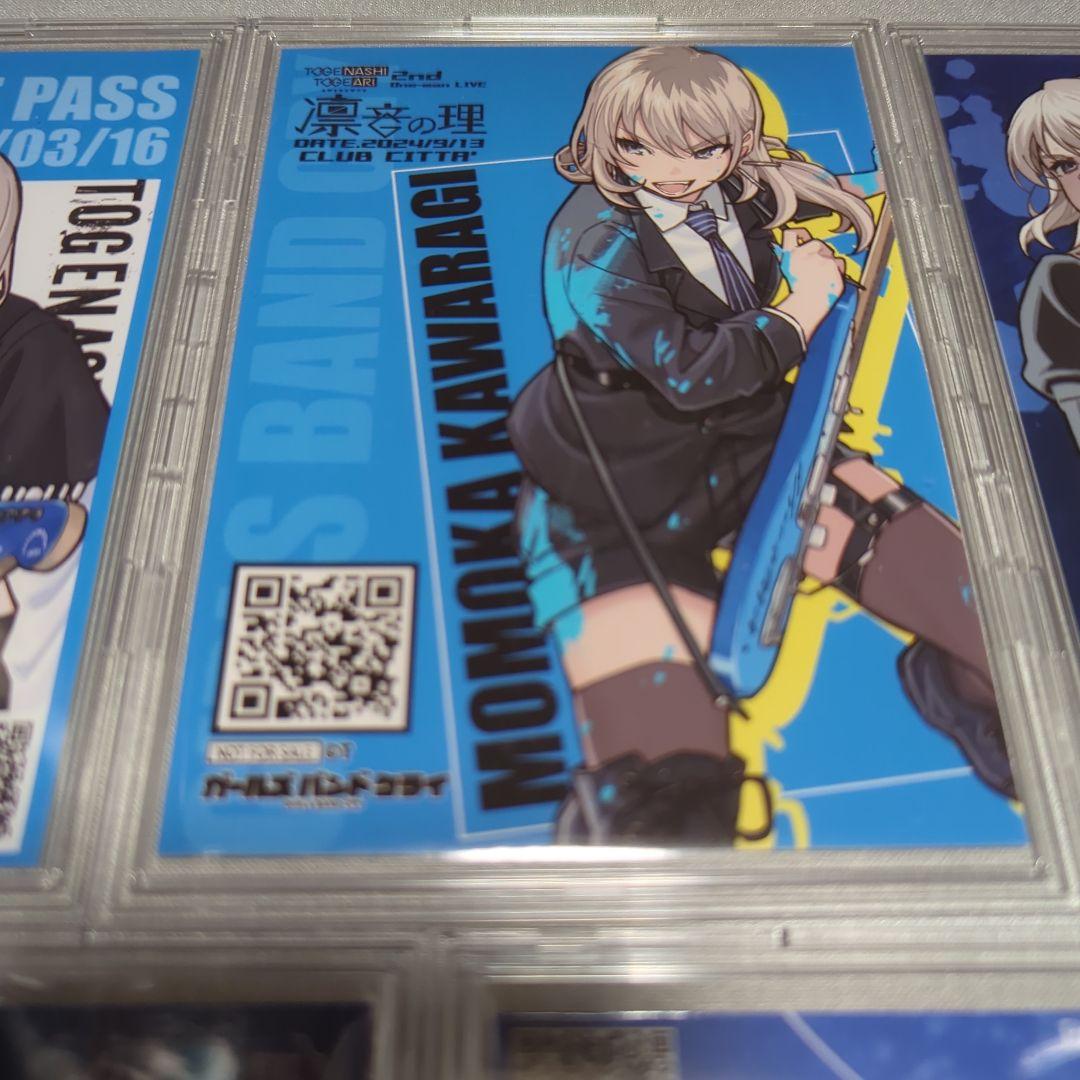 PASS
/03/16
TOGEN
TOGENASHI
TOGEARI
2nd
One-man LIVE
凛音の理
DATE.2024/9/13
CLUB CITTA'
S BAND C
MOMOKA KAWARAGI
NOT FOR SALE
ガールズバンドクライ